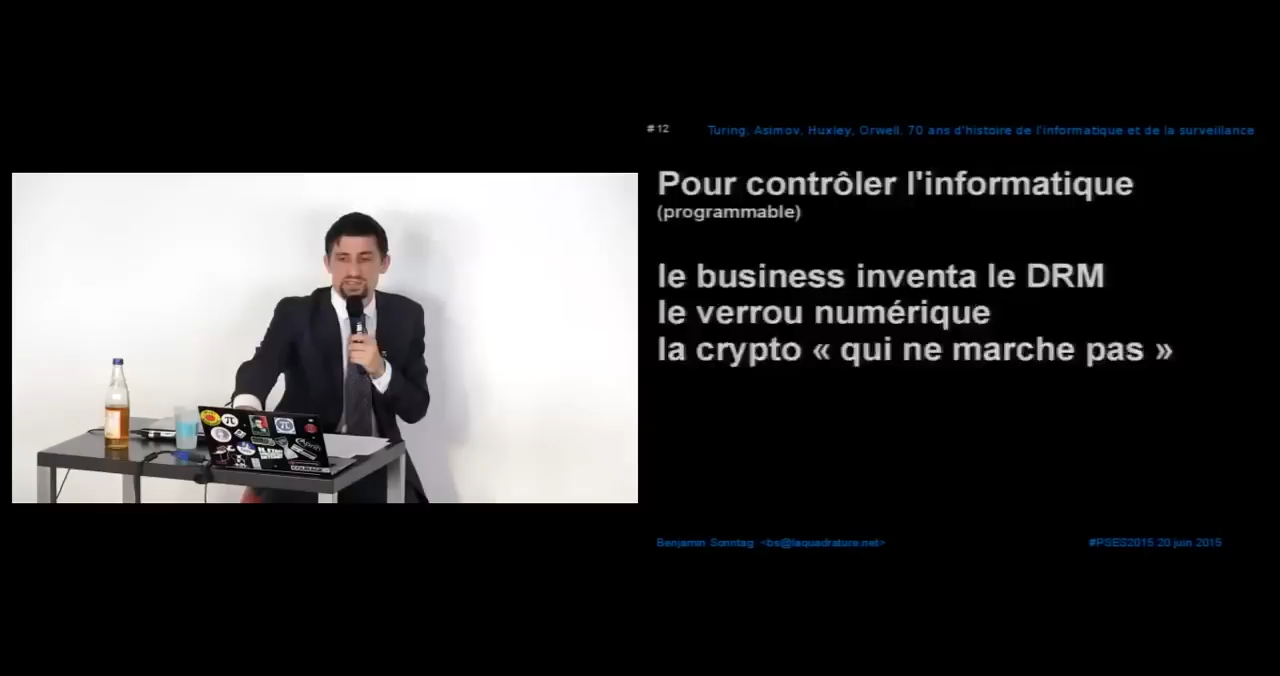 #12
Turing, Asimov, Huxley, Orwell, 70 ans d'histoire de l'informatique et de la surveillance
Pour contrôler l'informatique
(programmable)
le business inventa le DRM
le verrou numérique
la crypto « qui ne marche pas »
Benjamin Sonntag <bs@laquadrature.net>
#PSES2015 20 juin 2015
π
April
π